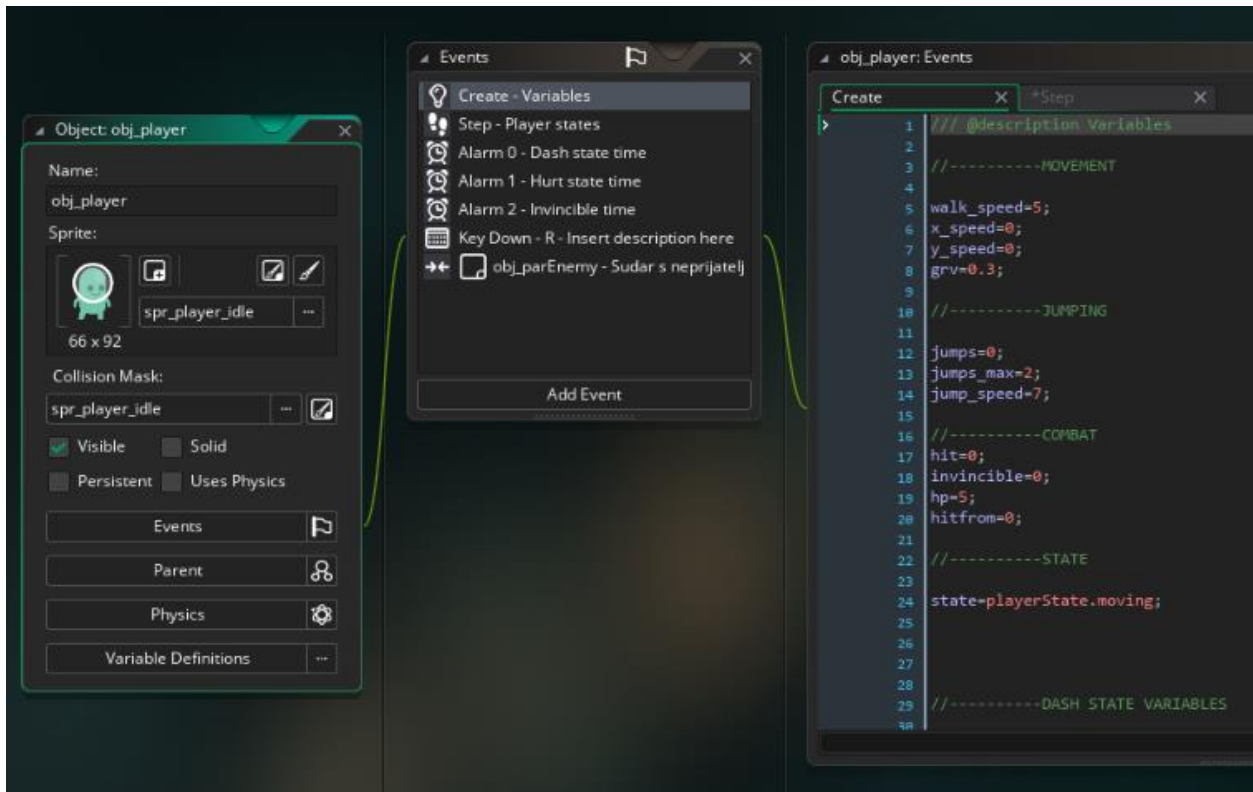 Object: obj_player
Name:
obj_player
Sprite:
spr_player_idle
66 x 92
Collision Mask:
spr_player_idle
Visible
Solid
Persistent
Uses Physics
Events
Parent
Physics
Variable Definitions
Events
Create - Variables
Step - Player states
Alarm 0 - Dash state time
Alarm 1 - Hurt state time
Alarm 2 - Invincible time
Key Down - R - Insert description here
obj_parEnemy - Sudar s neprijatelj
Add Event
obj_player: Events
Create
*Step
1 /// @description Variables
2
3 //----------MOVEMENT
4
5 walk_speed=5;
6 x_speed=0;
7 y_speed=0;
8 grv=0.3;
9
10 //----------JUMPING
11
12 jumps=0;
13 jumps_max=2;
14 jump_speed=7;
15
16 //----------COMBAT
17 hit=0;
18 invincible=0;
19 hp=5;
20 hitfrom=0;
21
22 //----------STATE
23
24 state=playerState.moving;
25
26
27
28
29 //----------DASH STATE VARIABLES
30